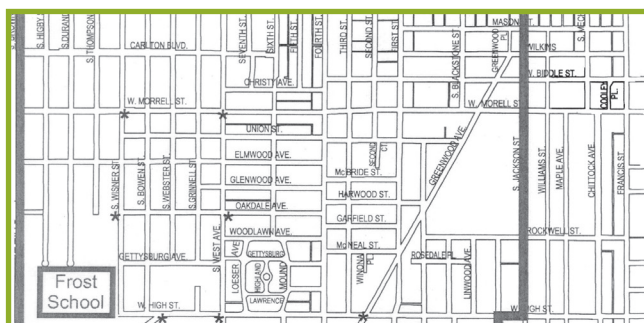 S. HIGBY
S. DURAND
S. THOMPSON
CARLTON BLVD.
SEVENTH ST.
SIXTH ST.
FIFTH ST.
FOURTH ST.
THIRD ST.
SECOND ST.
FIRST ST.
S. BLACKSTONE ST.
GREENWOOD PL.
MASON ST.
WILKINS
S. MECH
W. BIDDLE ST.
COOLEY PL.
CHRISTY AVE.
W. MORRELL ST.
W. MORELL ST.
UNION ST.
ELMWOOD AVE.
GLENWOOD AVE.
OAKDALE AVE.
WOODLAWN AVE.
SECOND CT.
McBRIDE ST.
HARWOOD ST.
GARFIELD ST.
McNEAL ST.
GREENWOOD AVE.
S. JACKSON ST.
WILLIAMS ST.
MAPLE AVE.
CHITTOCK AVE.
FRANCIS ST.
S. WISNER ST.
S. BOWEN ST.
S. WEBSTER ST.
S. GRINNELL ST.
S. WEST AVE.
ROCKWELL ST.
GETTYSBURG AVE.
LOESER AVE
GETTYSBURG
HIGHLAND
MOUND
LAWRENCE
WINONA PL.
ROSEDALE PL.
LINWOOD AVE.
Frost
School
W. HIGH ST.
W. HIGH ST.